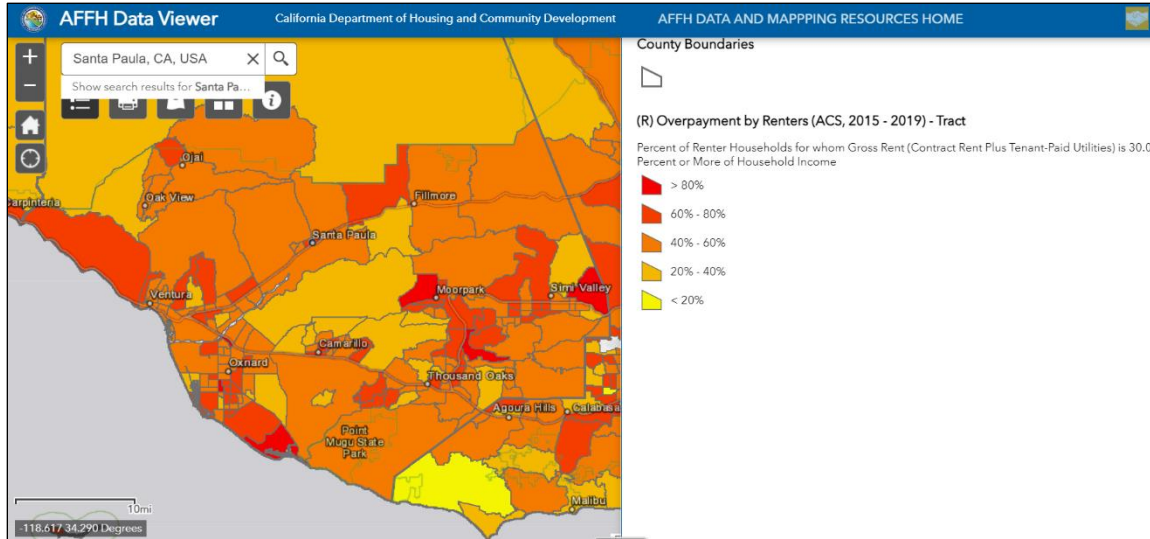 AFFH Data Viewer
California Department of Housing and Community Development
AFFH DATA AND MAPPPING RESOURCES HOME
+
Santa Paula, CA, USA
−
Show search results for Santa Pa...
Ojai
Oak View
Carpinteria
Fillmore
Santa Paula
Ventura
Moorpark
Simi Valley
Camarillo
Oxnard
Thousand Oaks
Agoura Hills
Calabasa
Point
Mugu State
Park
Malibu
10mi
-118.617 34.290 Degrees
County Boundaries
(R) Overpayment by Renters (ACS, 2015 - 2019) - Tract
Percent of Renter Households for whom Gross Rent (Contract Rent Plus Tenant-Paid Utilities) is 30.0
Percent or More of Household Income
> 80%
60% - 80%
40% - 60%
20% - 40%
< 20%